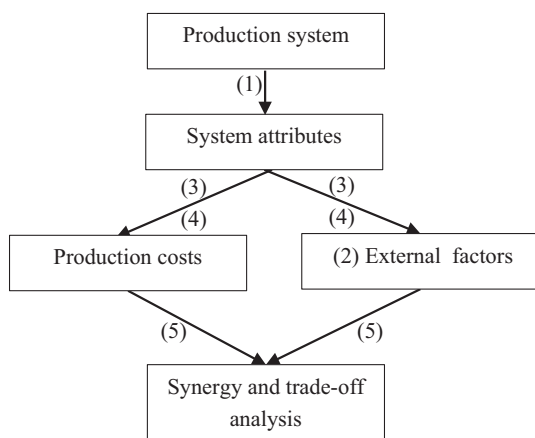 Production system
(1)
System attributes
(3) (3)
(4) (4)
Production costs
(2) External factors
(5) (5)
Synergy and trade-off
analysis